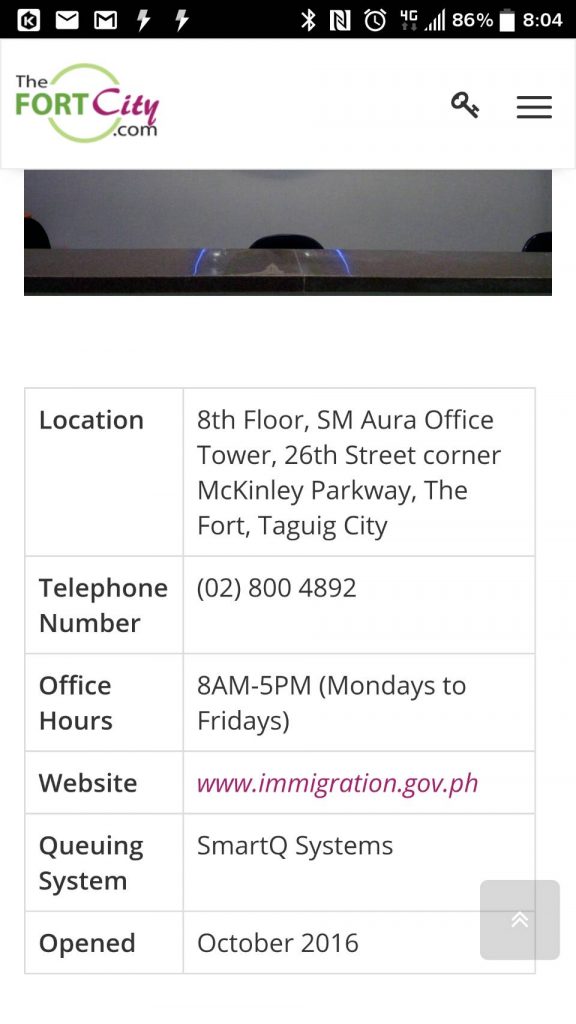 4G 86% 8:04
The
FORT City
.com
Location
8th Floor, SM Aura Office
Tower, 26th Street corner
McKinley Parkway, The
Fort, Taguig City
Telephone
Number
(02) 800 4892
Office
Hours
8AM-5PM (Mondays to
Fridays)
Website
www.immigration.gov.ph
Queuing
System
SmartQ Systems
Opened
October 2016